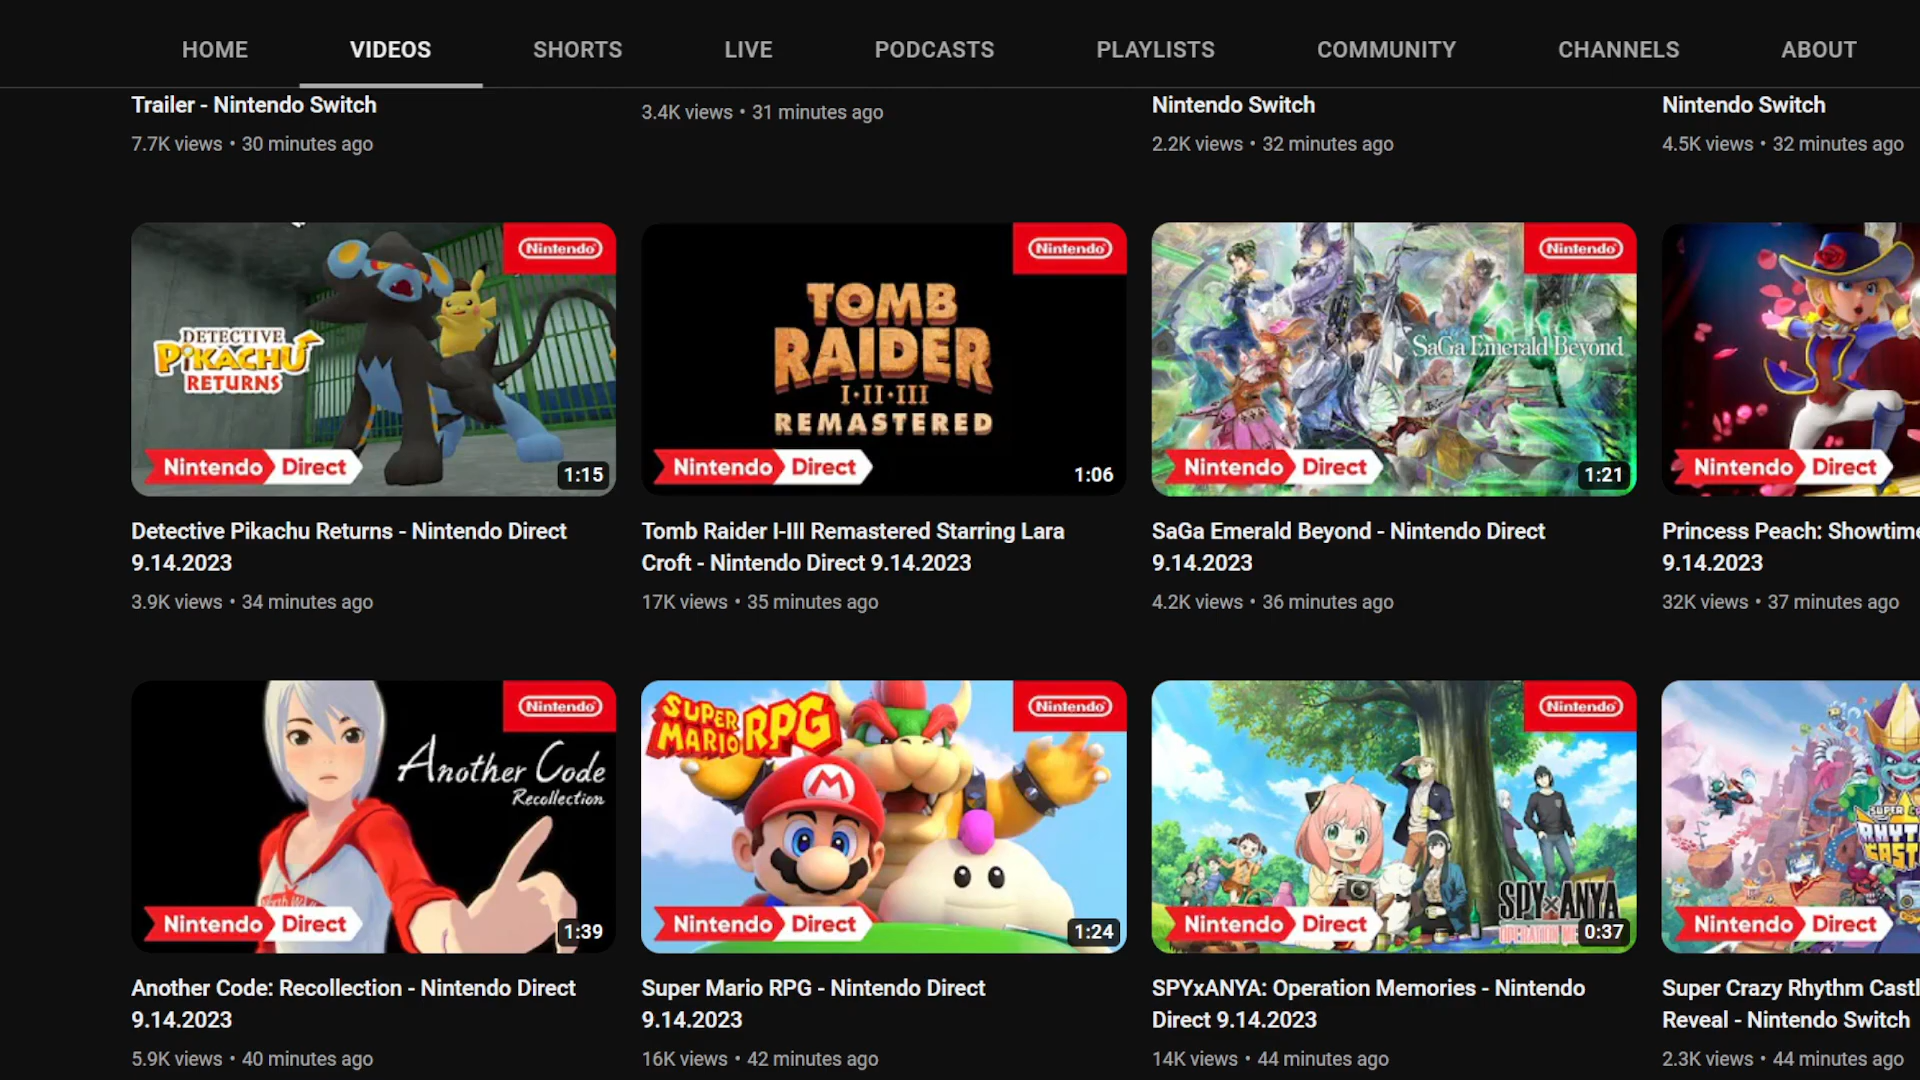 HOME VIDEOS SHORTS LIVE PODCASTS PLAYLISTS COMMUNITY CHANNELS ABOUT
Trailer - Nintendo Switch
7.7K views • 30 minutes ago
3.4K views • 31 minutes ago
Nintendo Switch
2.2K views • 32 minutes ago
Nintendo Switch
4.5K views • 32 minutes ago
Nintendo
DETECTIVE
PIKACHU
RETURNS
Nintendo Direct
1:15
Detective Pikachu Returns - Nintendo Direct
9.14.2023
3.9K views • 34 minutes ago
Nintendo
TOMB
RAIDER
I•II•III
REMASTERED
Nintendo Direct
1:06
Tomb Raider I-III Remastered Starring Lara
Croft - Nintendo Direct 9.14.2023
17K views • 35 minutes ago
Nintendo
SaGa Emerald Beyond
Nintendo Direct
1:21
SaGa Emerald Beyond - Nintendo Direct
9.14.2023
4.2K views • 36 minutes ago
Nintendo Direct
Princess Peach: Showtime
9.14.2023
32K views • 37 minutes ago
Nintendo
Another Code
Recollection
Nintendo Direct
1:39
Another Code: Recollection - Nintendo Direct
9.14.2023
5.9K views • 40 minutes ago
Nintendo
SUPER
MARIO RPG
Nintendo Direct
1:24
Super Mario RPG - Nintendo Direct
9.14.2023
16K views • 42 minutes ago
Nintendo
SPY×ANYA
OPERATION
Nintendo Direct
0:37
SPYxANYA: Operation Memories - Nintendo
Direct 9.14.2023
14K views • 44 minutes ago
SUPER
Nintendo Direct
Super Crazy Rhythm Castl
Reveal - Nintendo Switch
2.3K views • 44 minutes ago